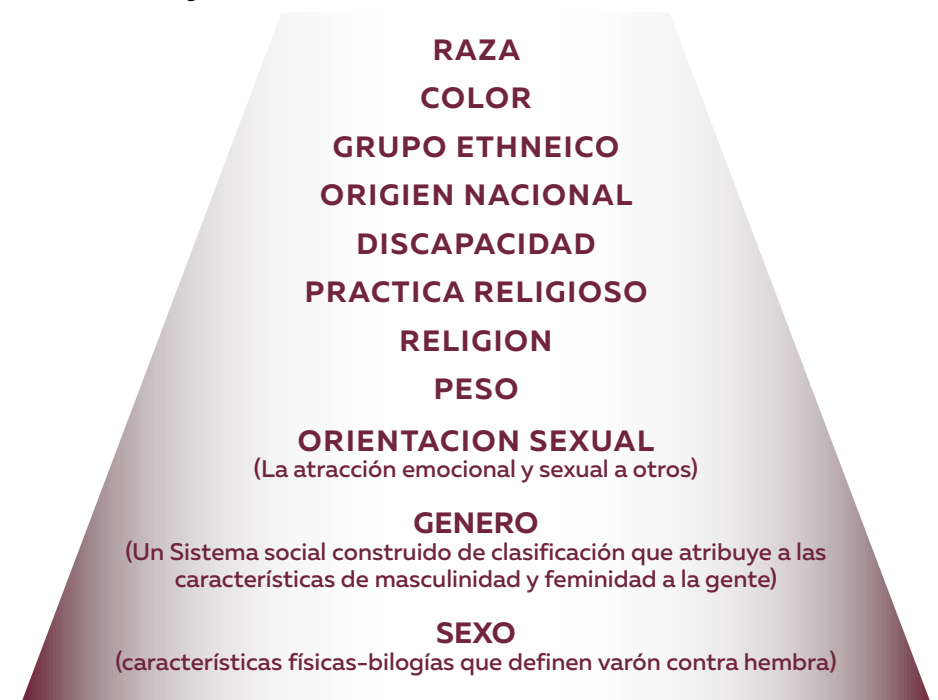 RAZA
COLOR
GRUPO ETHNEICO
ORIGIEN NACIONAL
DISCAPACIDAD
PRACTICA RELIGIOSO
RELIGION
PESO
ORIENTACION SEXUAL
(La atracción emocional y sexual a otros)
GENERO
(Un Sistema social construido de clasificación que atribuye a las
características de masculinidad y feminidad a la gente)
SEXO
(características físicas-bilogías que definen varón contra hembra)